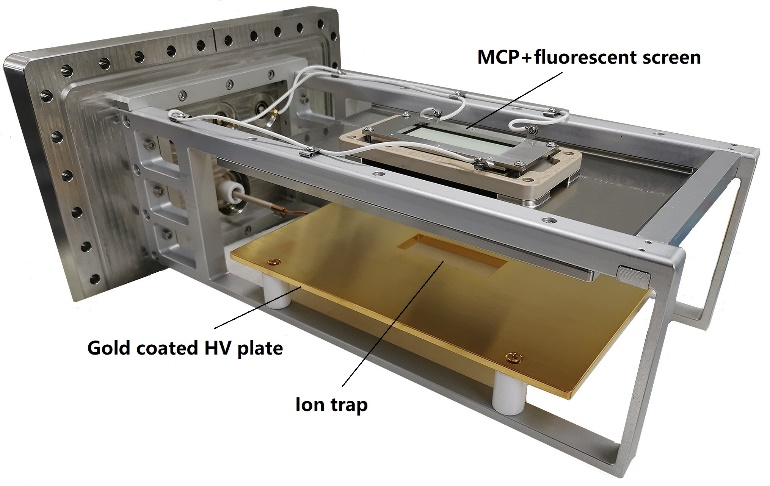 MCP+fluorescent screen
Gold coated HV plate
Ion trap